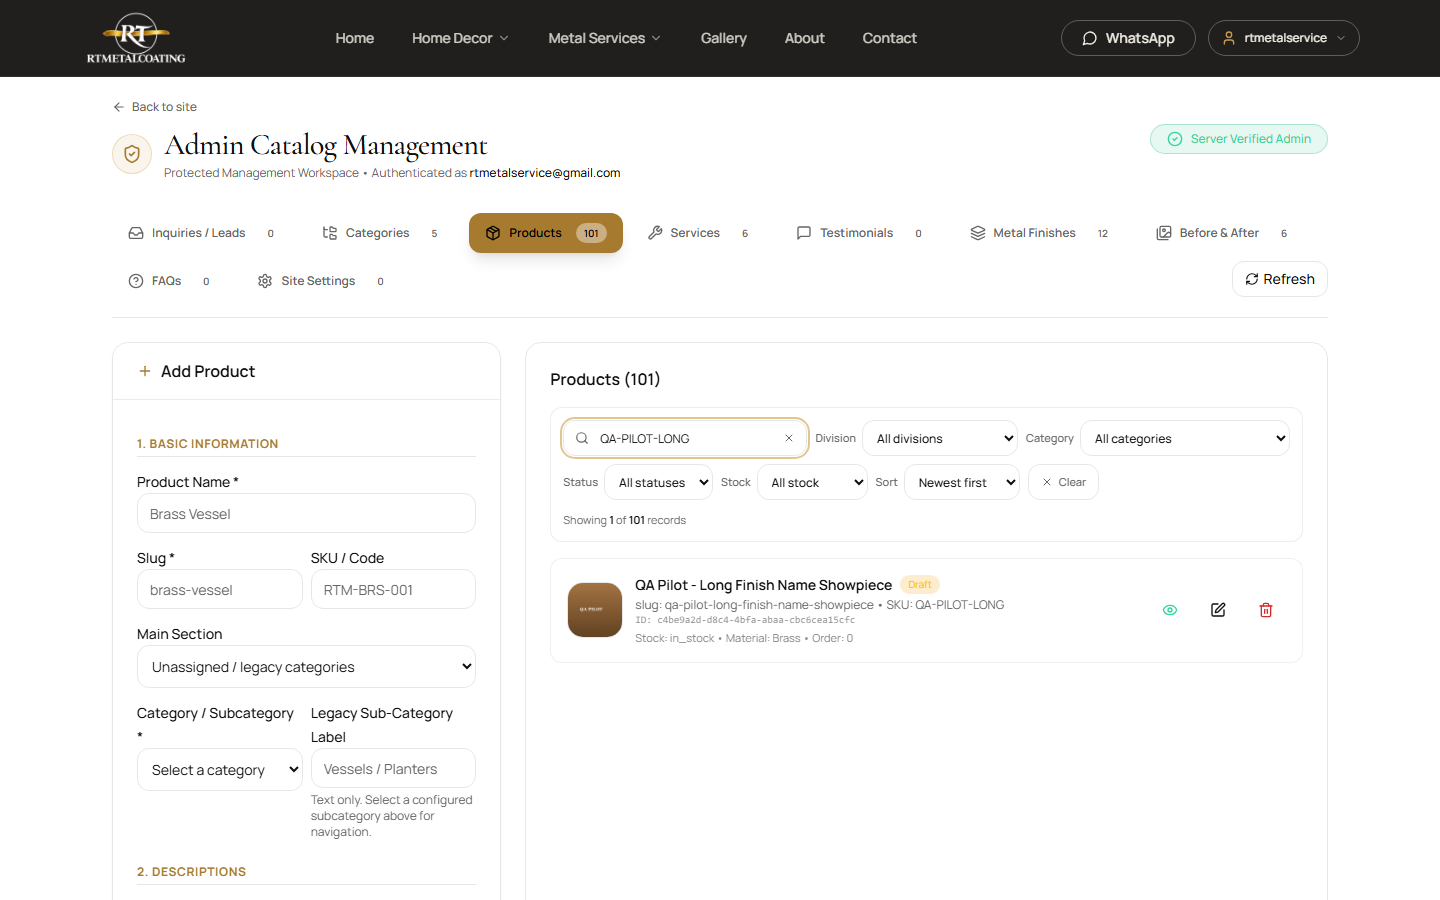 RT
RTMETALCOATING
Home
Home Decor
Metal Services
Gallery
About
Contact
WhatsApp
rtmetalservice
Back to site
Admin Catalog Management
Protected Management Workspace • Authenticated as rtmetalservice@gmail.com
Server Verified Admin
Inquiries / Leads 0
Categories 5
Products 101
Services 6
Testimonials 0
Metal Finishes 12
Before & After 6
FAQs 0
Site Settings 0
Refresh
+ Add Product
1. BASIC INFORMATION
Product Name *
Brass Vessel
Slug *
SKU / Code
brass-vessel
RTM-BRS-001
Main Section
Unassigned / legacy categories
Category / Subcategory *
Legacy Sub-Category Label
Select a category
Vessels / Planters
Text only. Select a configured
subcategory above for
navigation.
2. DESCRIPTIONS
Products (101)
QA-PILOT-LONG
Division All divisions
Category All categories
Status All statuses
Stock All stock
Sort Newest first
Clear
Showing 1 of 101 records
QA PILOT
QA Pilot - Long Finish Name Showpiece Draft
slug: qa-pilot-long-finish-name-showpiece • SKU: QA-PILOT-LONG
ID: c4be9a2d-d8c4-4bfa-abaa-cbc6cea15cfc
Stock: in_stock • Material: Brass • Order: 0